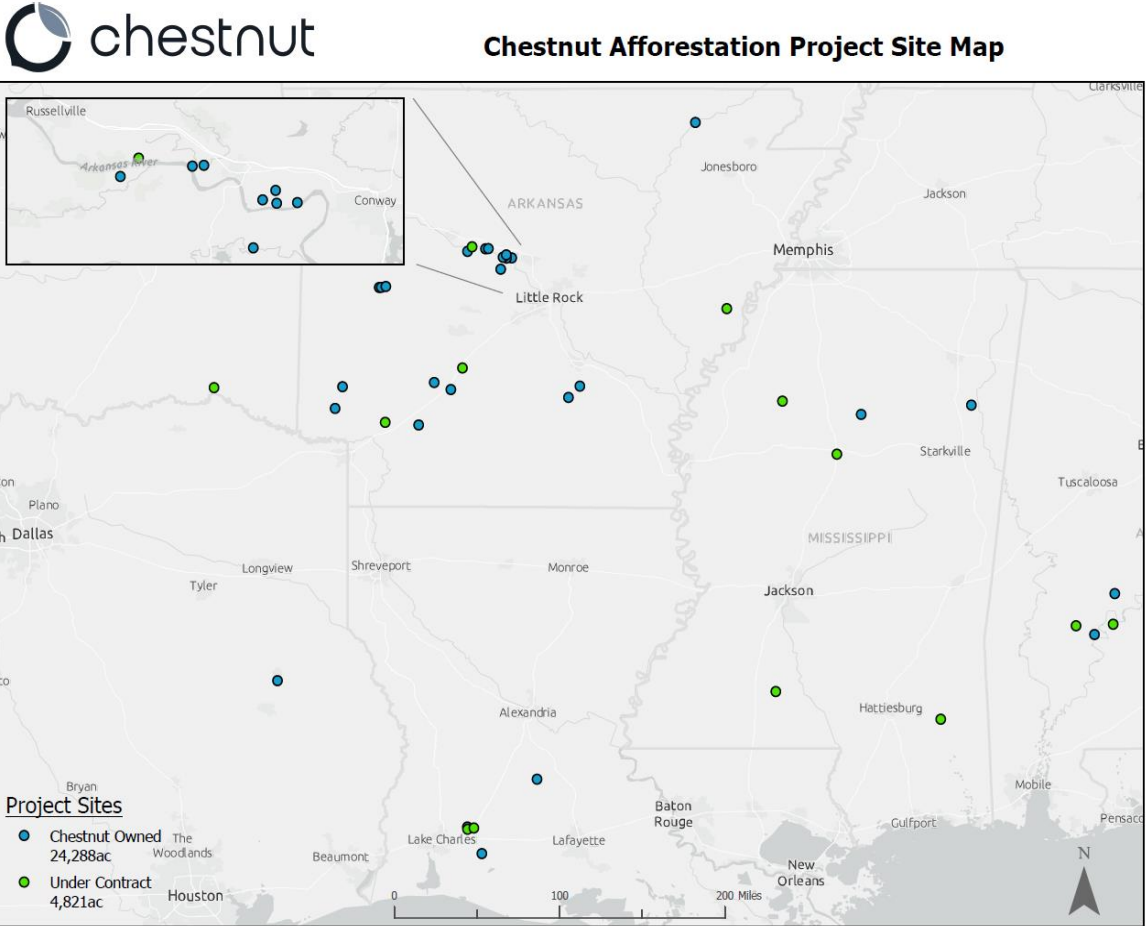 chestnut
Chestnut Afforestation Project Site Map
Clarksville
Russellville
Arkansas River
Conway
Jonesboro
Jackson
ARKANSAS
Memphis
Little Rock
Starkville
Tuscaloosa
Plano
Dallas
MISSISSIPPI
Longview
Shreveport
Monroe
Tyler
Jackson
Alexandria
Hattiesburg
Bryan
Mobile
Project Sites
Baton
Rouge
Gulfport
Pensaco
Chestnut Owned
24,288ac
The
Woodlands
Lake Charles
Lafayette
Beaumont
New
Orleans
N
Under Contract
4,821ac
Houston
0 100 200 Miles